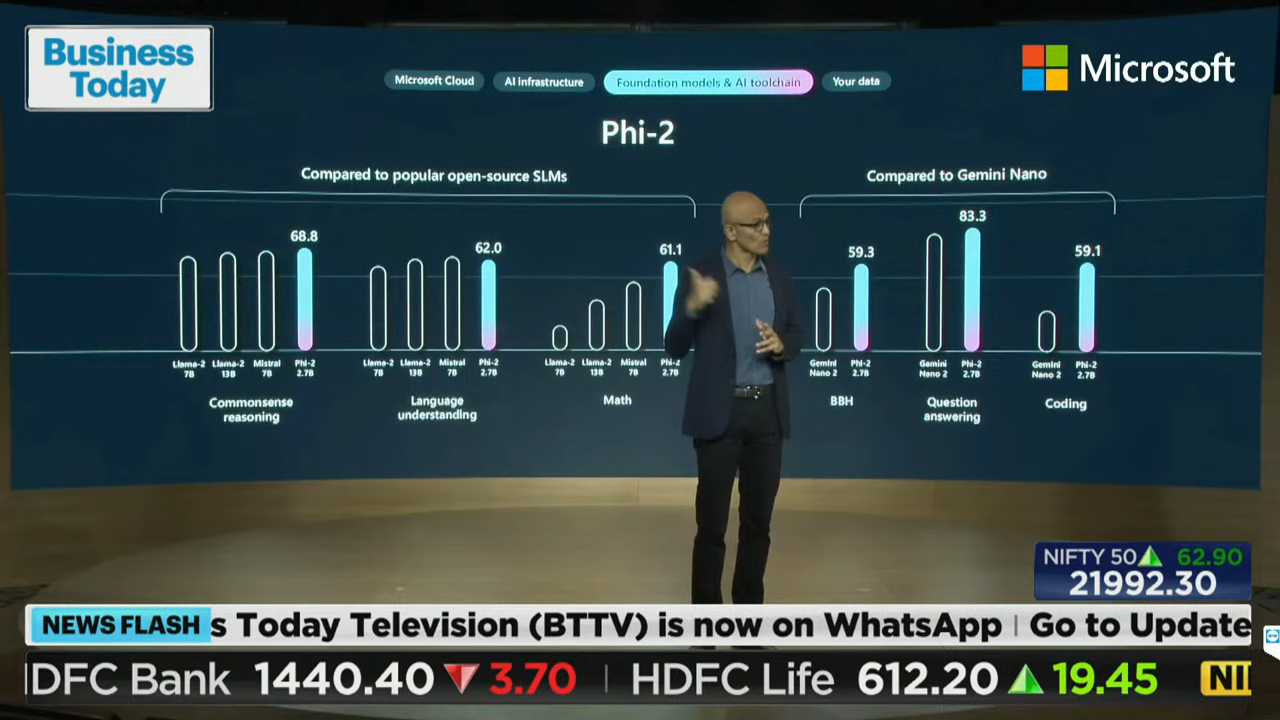 Business
Today
Microsoft Cloud
AI Infrastructure
Foundation models & AI toolchain
Your data
Microsoft
Phi-2
Compared to popular open-source SLMs
Compared to Gemini Nano
68.8
62.0
61.1
59.3
83.3
59.1
Llama-2
7B
Llama-2
13B
Mistral
7B
Phi-2
2.7B
Commonsense
reasoning
Llama-2
7B
Llama-2
13B
Mistral
7B
Phi-2
2.7B
Language
understanding
Llama-2
7B
Llama-2
13B
Mistral
7B
Phi-2
2.7B
Math
Gemini
Nano 2
Phi-2
2.7B
BBH
Gemini
Nano 2
Phi-2
2.7B
Question
answering
Gemini
Nano 2
Phi-2
2.7B
Coding
NIFTY 50 62.90
21992.30
NEWS FLASH s Today Television (BTTV) is now on WhatsApp | Go to Update
DFC Bank 1440.40 3.70 | HDFC Life 612.20 19.45 NI